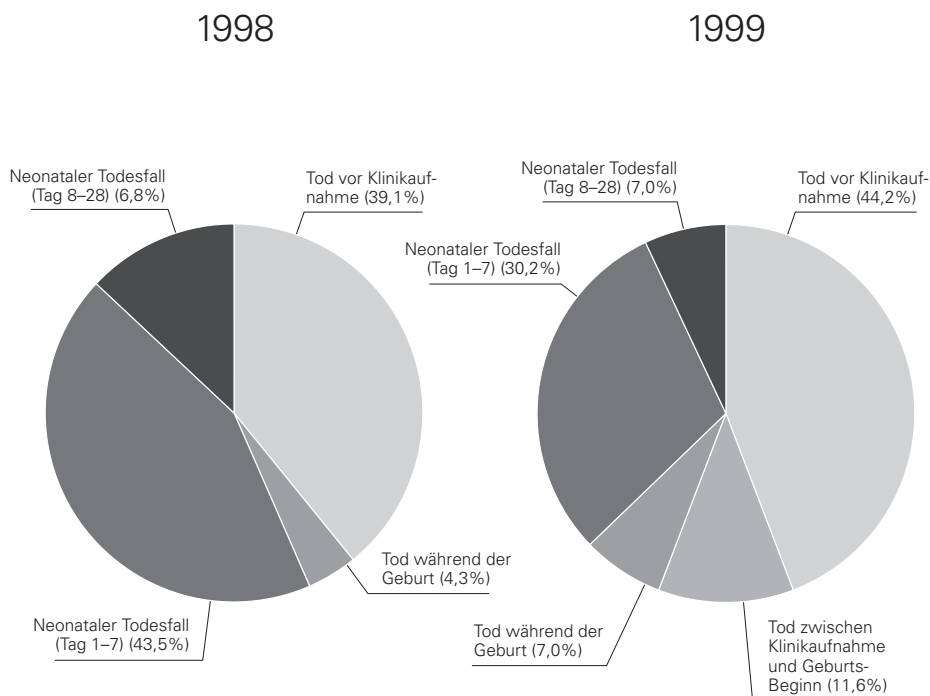 1998
Neonataler Todesfall
(Tag 8–28) (6,8%)
Tod vor Klinikauf-
nahme (39,1%)
Tod während der
Geburt (4,3%)
Neonataler Todesfall
(Tag 1–7) (43,5%)
1999
Neonataler Todesfall
(Tag 8–28) (7,0%)
Tod vor Klinikauf-
nahme (44,2%)
Neonataler Todesfall
(Tag 1–7) (30,2%)
Tod während der
Geburt (7,0%)
Tod zwischen
Klinikaufnahme
und Geburts-
Beginn (11,6%)